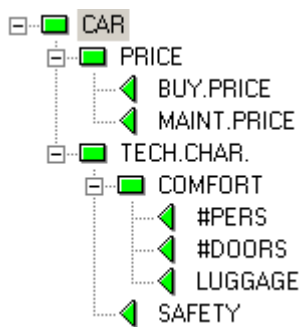 CAR
PRICE
BUY.PRICE
MAINT.PRICE
TECH.CHAR.
COMFORT
#PERS
#DOORS
LUGGAGE
SAFETY